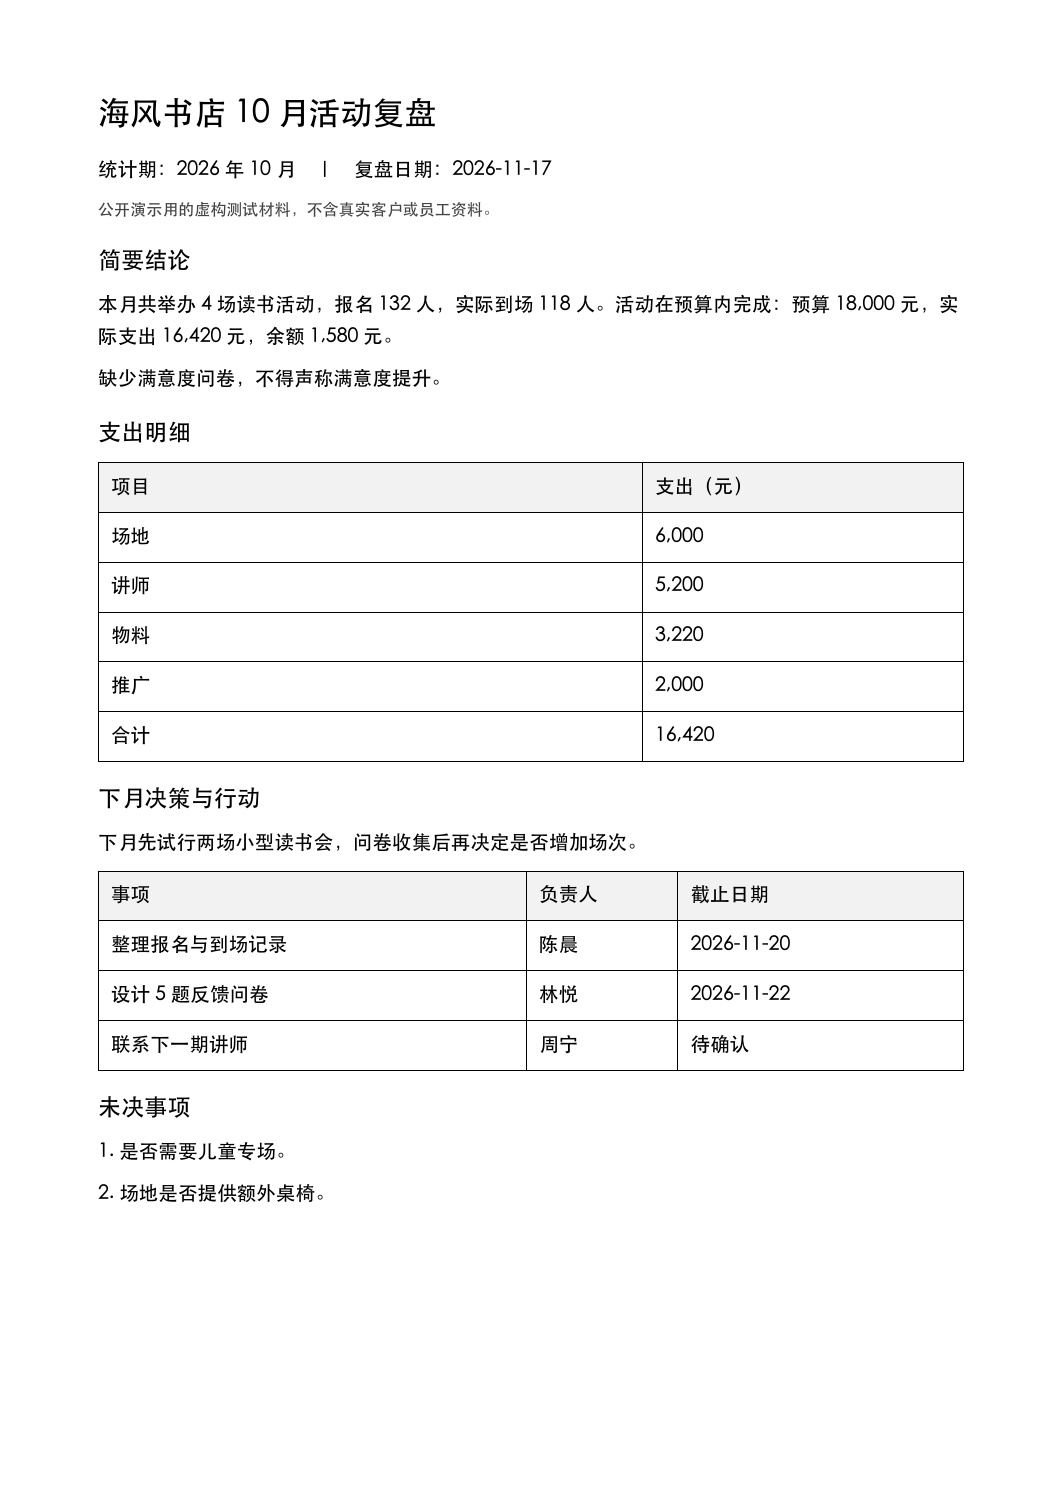 海风书店 10 月活动复盘
统计期：2026 年 10 月 | 复盘日期：2026-11-17
公开演示用的虚构测试材料，不含真实客户或员工资料。
简要结论
本月共举办 4 场读书活动，报名 132 人，实际到场 118 人。活动在预算内完成：预算 18,000 元，实
际支出 16,420 元，余额 1,580 元。
缺少满意度问卷，不得声称满意度提升。
支出明细
项目 支出（元）
场地 6,000
讲师 5,200
物料 3,220
推广 2,000
合计 16,420
下月决策与行动
下月先试行两场小型读书会，问卷收集后再决定是否增加场次。
事项 负责人 截止日期
整理报名与到场记录 陈晨 2026-11-20
设计 5 题反馈问卷 林悦 2026-11-22
联系下一期讲师 周宁 待确认
未决事项
1. 是否需要儿童专场。
2. 场地是否提供额外桌椅。